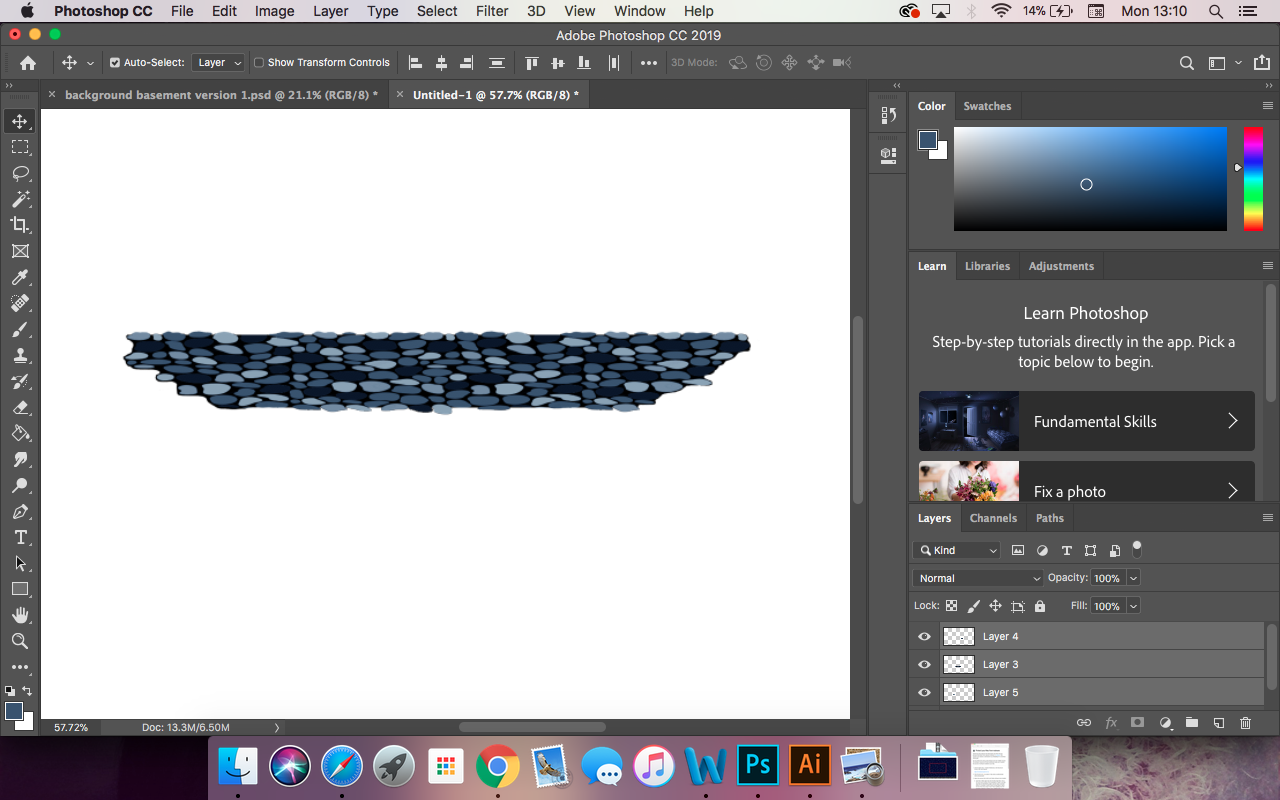 Photoshop CC File Edit Image Layer Type Select Filter 3D View Window Help 14% Mon 13:10
Adobe Photoshop CC 2019
Auto-Select: Layer Show Transform Controls 3D Mode:
background basement version 1.psd @ 21.1% (RGB/8) * Untitled-1 @ 57.7% (RGB/8) *
Color Swatches
Learn Libraries Adjustments
Learn Photoshop
Step-by-step tutorials directly in the app. Pick a
topic below to begin.
Fundamental Skills
Fix a photo
Layers Channels Paths
Kind
Normal Opacity: 100%
Lock: Fill: 100%
Layer 4
Layer 3
Layer 5
fx
57.72% Doc: 13.3M/6.50M
Ps Ai